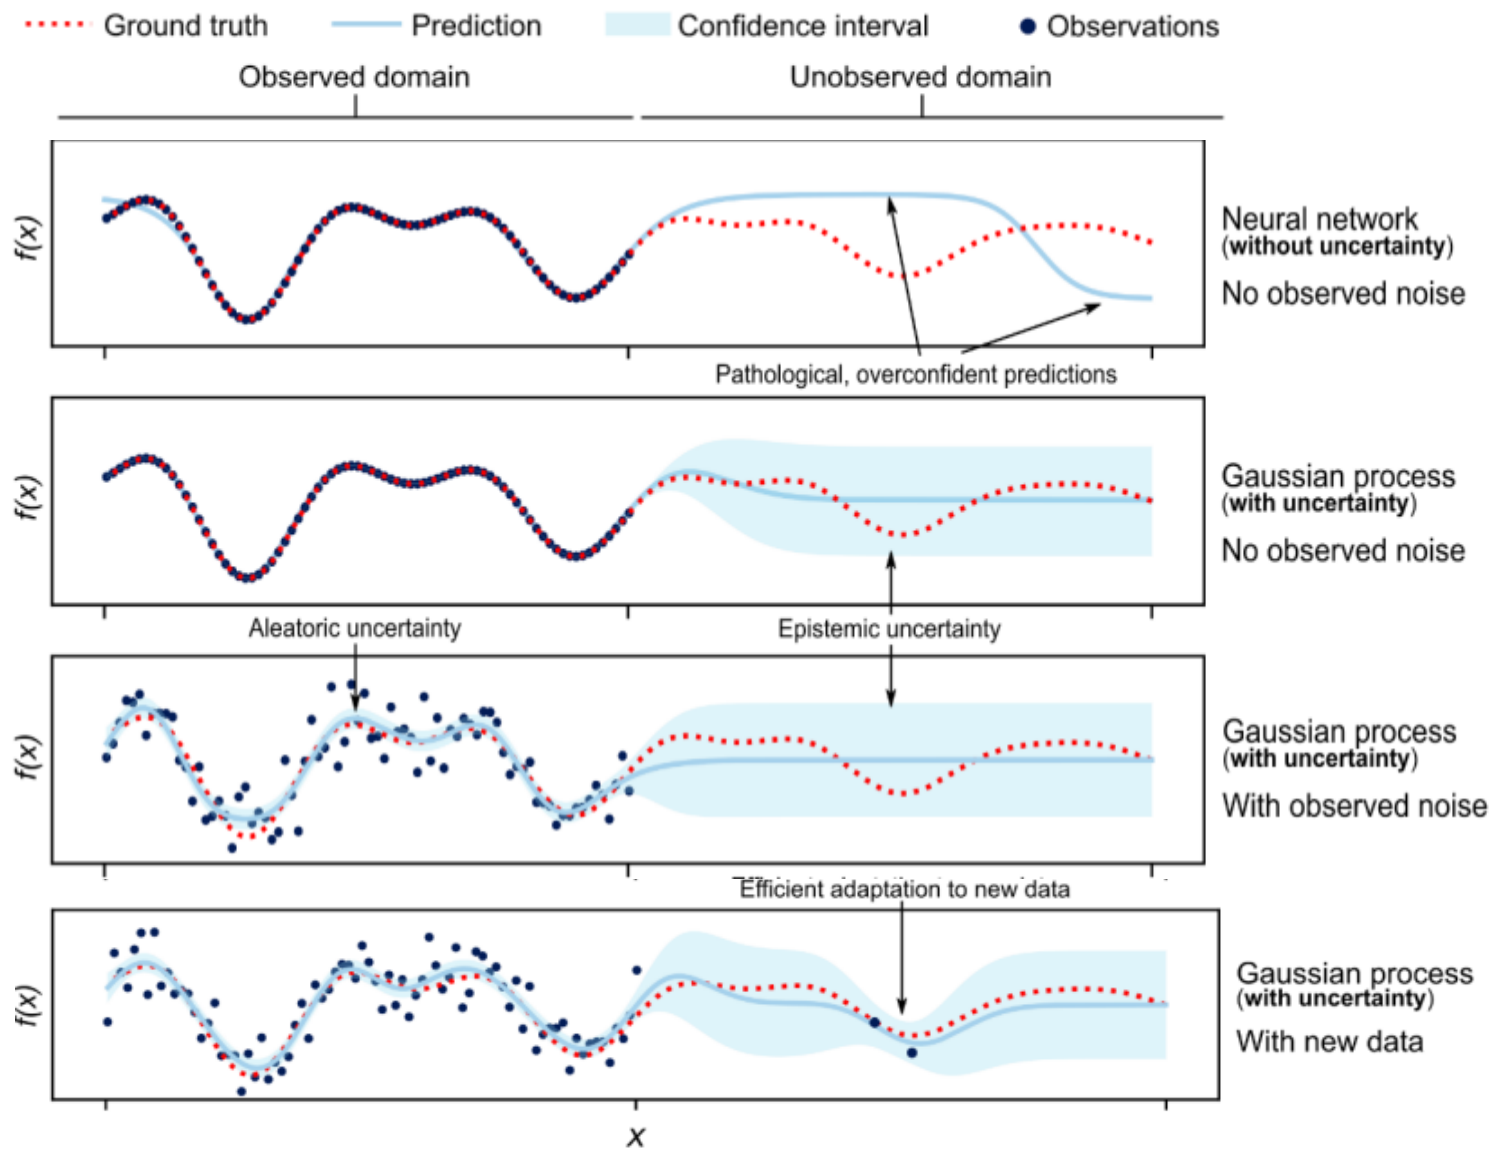 Ground truth
Prediction
Confidence interval
Observations
Observed domain
Unobserved domain
f(x)
Neural network
(without uncertainty)
No observed noise
Pathological, overconfident predictions
f(x)
Gaussian process
(with uncertainty)
No observed noise
Aleatoric uncertainty
Epistemic uncertainty
f(x)
Gaussian process
(with uncertainty)
With observed noise
Efficient adaptation to new data
f(x)
Gaussian process
(with uncertainty)
With new data
x